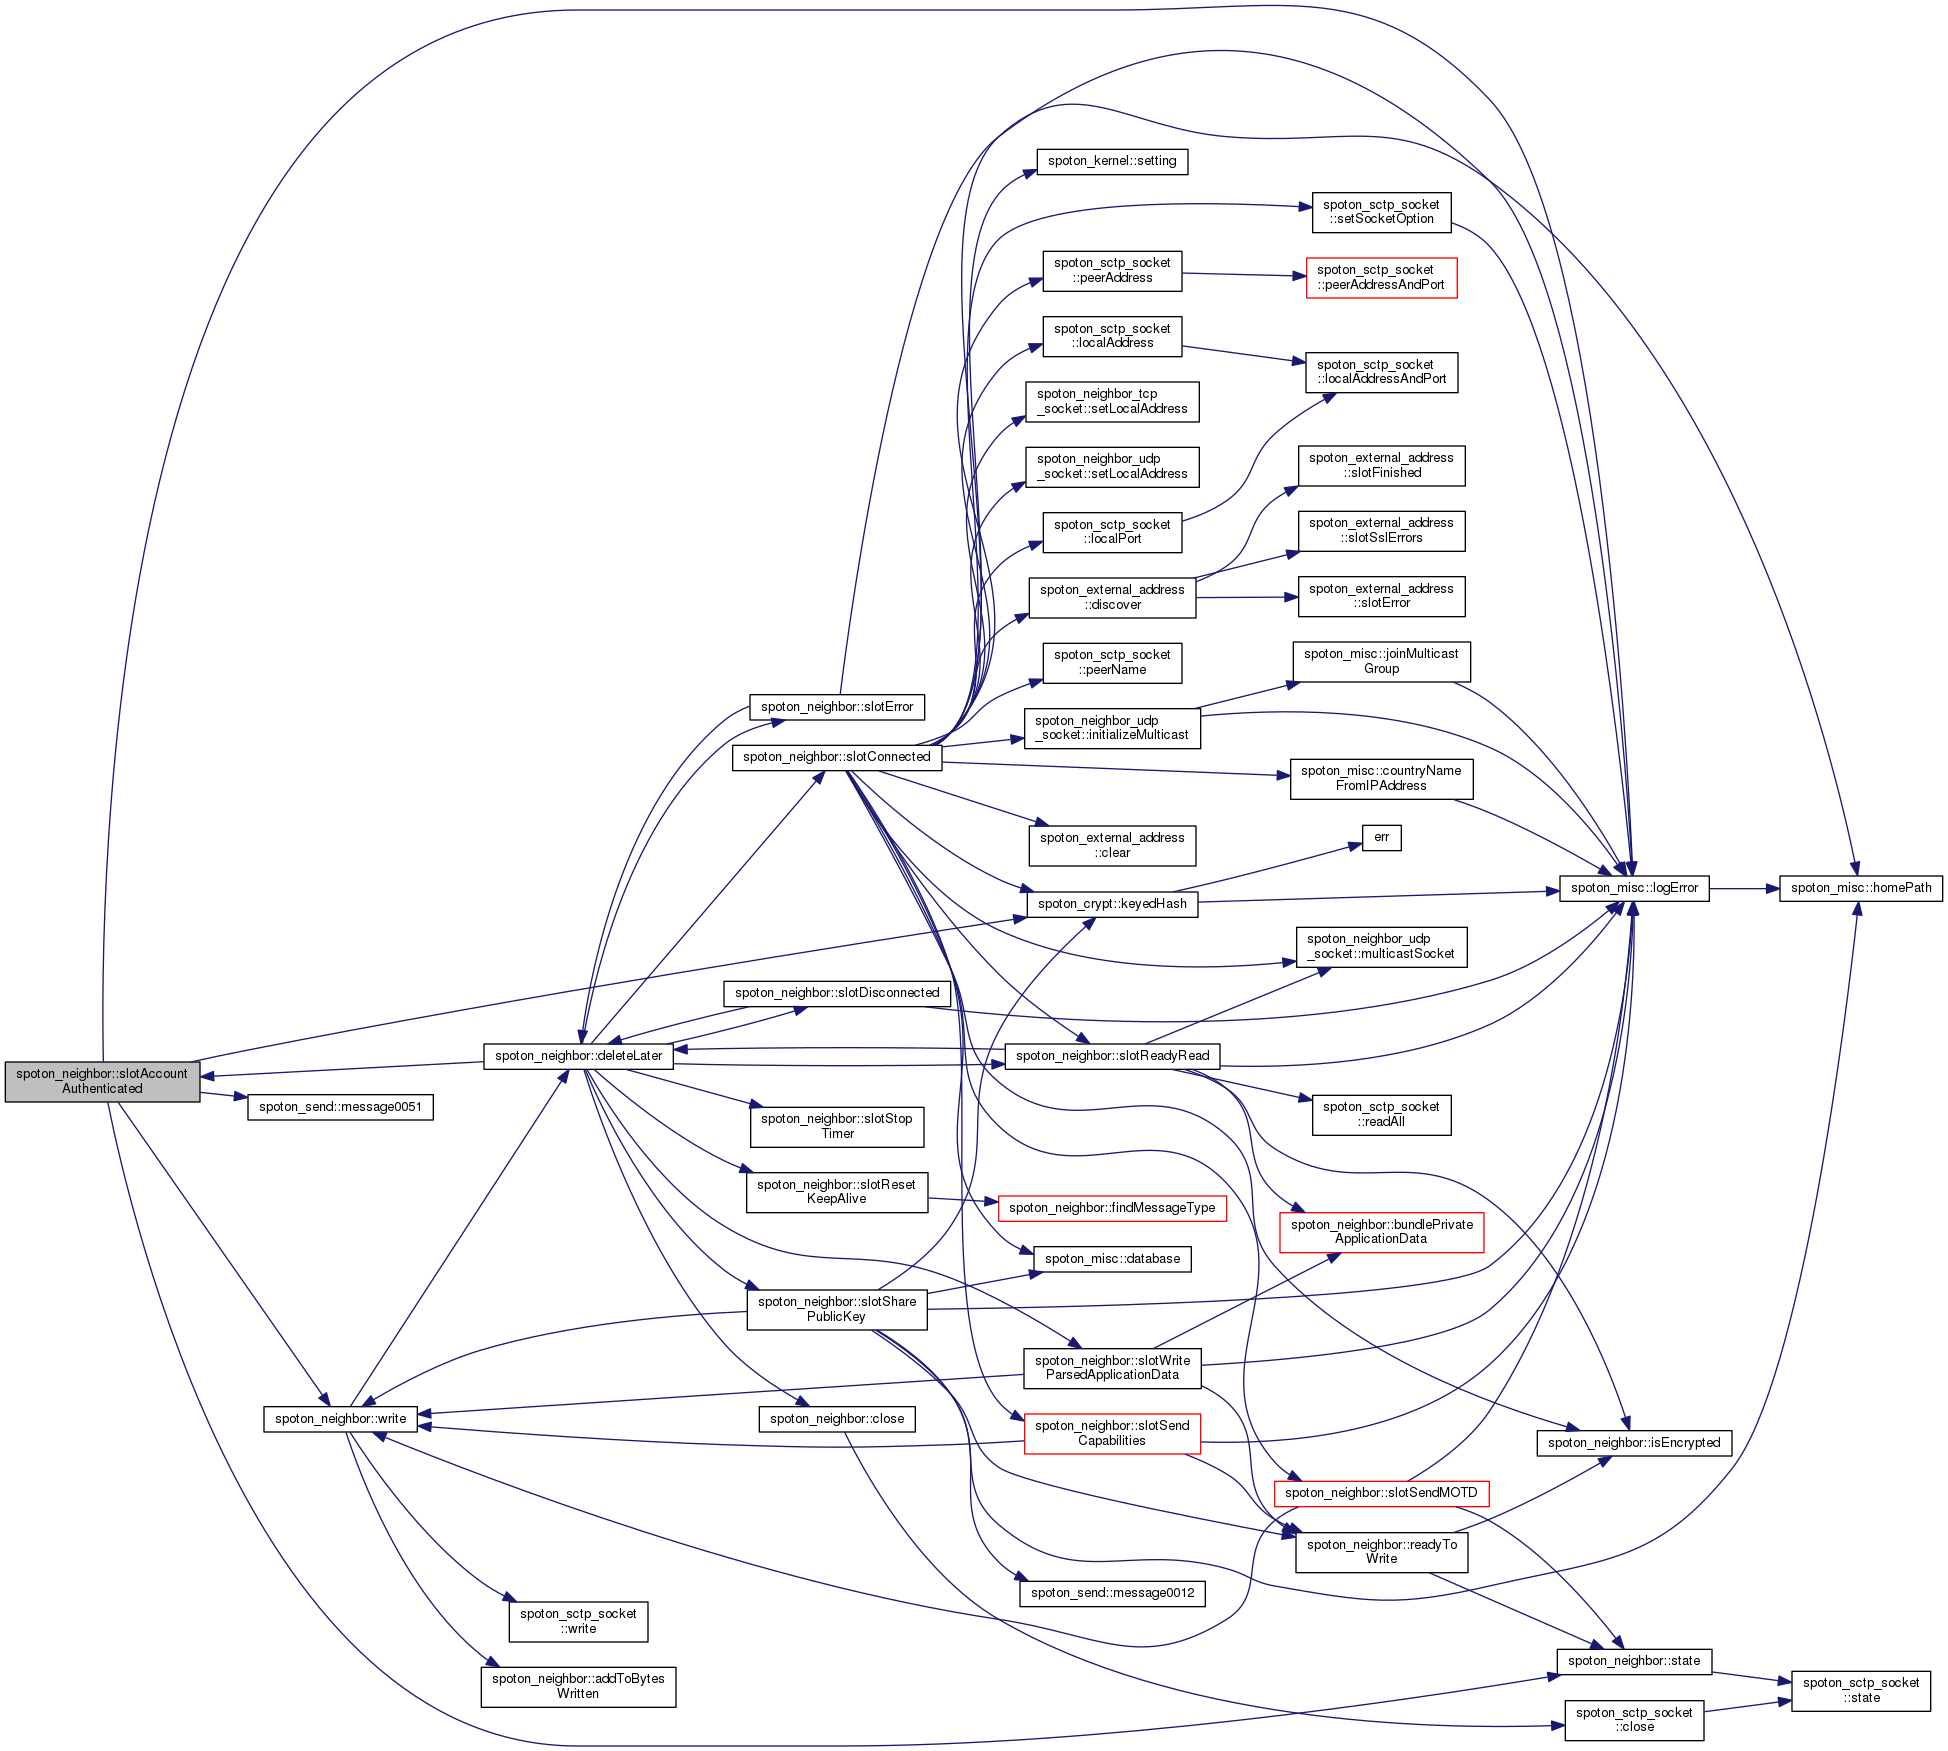 spoton_neighbor::slotAccount
Authenticated
spoton_send::message0051
spoton_neighbor::write
spoton_neighbor::deleteLater
spoton_sctp_socket
::write
spoton_neighbor::addToBytes
Written
spoton_neighbor::slotError
spoton_neighbor::slotConnected
spoton_neighbor::slotDisconnected
spoton_neighbor::slotStop
Timer
spoton_neighbor::slotReset
KeepAlive
spoton_neighbor::slotShare
PublicKey
spoton_neighbor::close
spoton_kernel::setting
spoton_sctp_socket
::peerAddress
spoton_sctp_socket
::localAddress
spoton_neighbor_tcp
_socket::setLocalAddress
spoton_neighbor_udp
_socket::setLocalAddress
spoton_sctp_socket
::localPort
spoton_external_address
::discover
spoton_sctp_socket
::peerName
spoton_neighbor_udp
_socket::initializeMulticast
spoton_external_address
::clear
spoton_crypt::keyedHash
spoton_neighbor::slotReadyRead
spoton_neighbor::findMessageType
spoton_misc::database
spoton_neighbor::slotWrite
ParsedApplicationData
spoton_neighbor::slotSend
Capabilities
spoton_send::message0012
spoton_sctp_socket
::setSocketOption
spoton_sctp_socket
::peerAddressAndPort
spoton_sctp_socket
::localAddressAndPort
spoton_external_address
::slotFinished
spoton_external_address
::slotSslErrors
spoton_external_address
::slotError
spoton_misc::joinMulticast
Group
spoton_misc::countryName
FromIPAddress
err
spoton_neighbor_udp
_socket::multicastSocket
spoton_sctp_socket
::readAll
spoton_neighbor::bundlePrivate
ApplicationData
spoton_neighbor::slotSendMOTD
spoton_neighbor::readyTo
Write
spoton_misc::logError
spoton_neighbor::isEncrypted
spoton_neighbor::state
spoton_sctp_socket
::close
spoton_misc::homePath
spoton_sctp_socket
::state